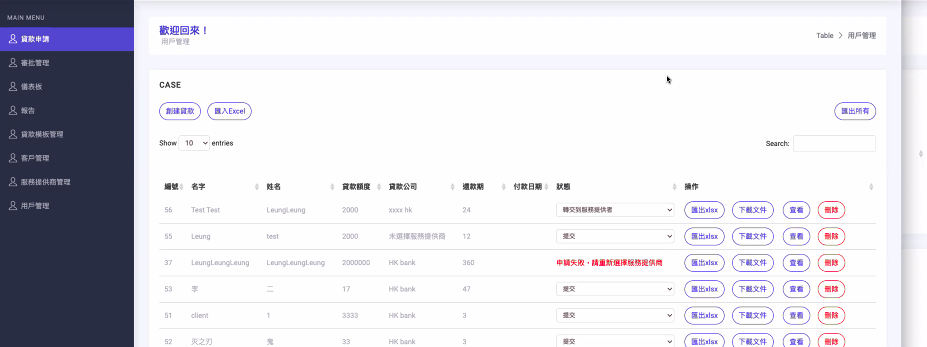 MAIN MENU
貸款申請
審批管理
儀表板
報告
貸款模板管理
客戶管理
服務提供商管理
用戶管理
歡迎回來！
用戶管理
Table > 用戶管理
CASE
創建貸款 匯入Excel 匯出所有
Show 10 entries Search:
編號 名字 姓名 貸款額度 貸款公司 還款期 付款日期 狀態 操作
56 Test Test LeungLeung 2000 xxxx hk 24 轉交到服務提供者 匯出xlsx 下載文件 查看 刪除
55 Leung test 2000 未選擇服務提供商 12 提交 匯出xlsx 下載文件 查看 刪除
37 LeungLeungLeung LeungLeungLeung 2000000 HK bank 360 申請失敗，請重新選擇服務提供商 匯出xlsx 下載文件 查看 刪除
53 李 二 17 HK bank 47 提交 匯出xlsx 下載文件 查看 刪除
51 client 1 3333 HK bank 3 提交 匯出xlsx 下載文件 查看 刪除
52 灭之刃 鬼 33 HK bank 3 提交 匯出xlsx 下載文件 查看 刪除